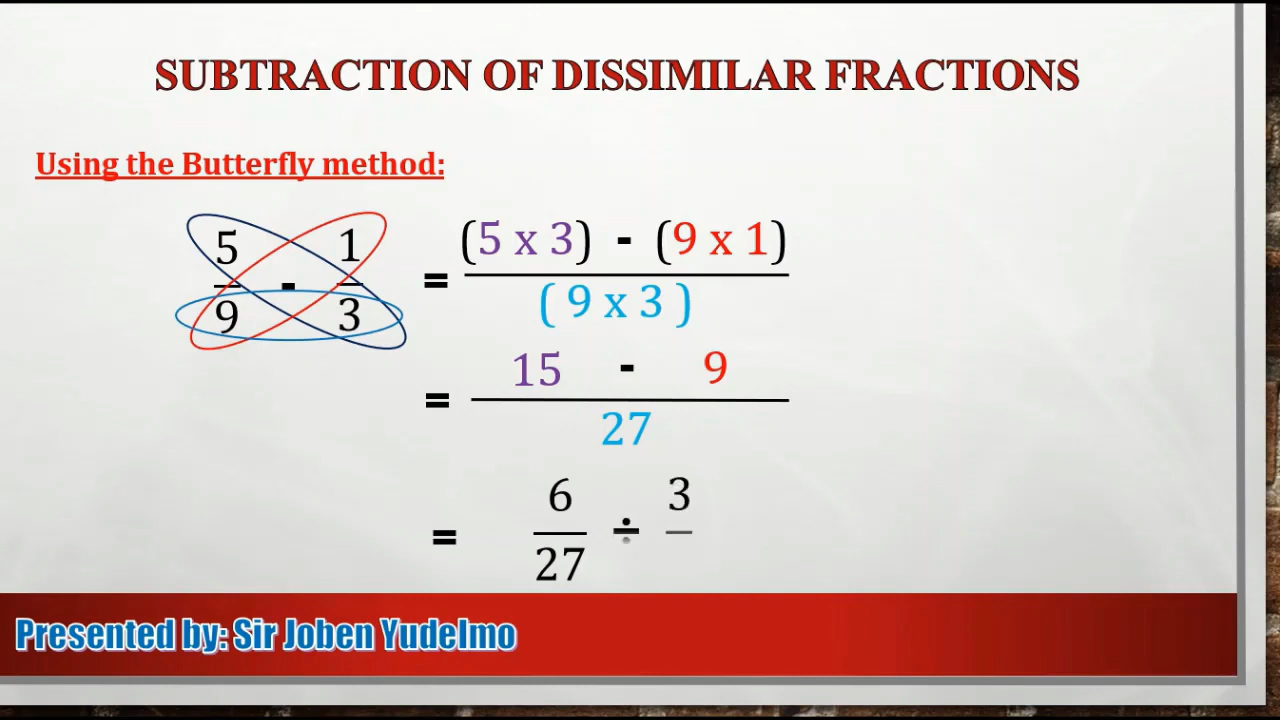 SUBTRACTION OF DISSIMILAR FRACTIONS
Using the Butterfly method:
5/9 - 1/3 = (5 x 3) - (9 x 1) / ( 9 x 3 )
= 15 - 9 / 27
= 6/27 ÷ 3/
Presented by: Sir Joben Yudelmo